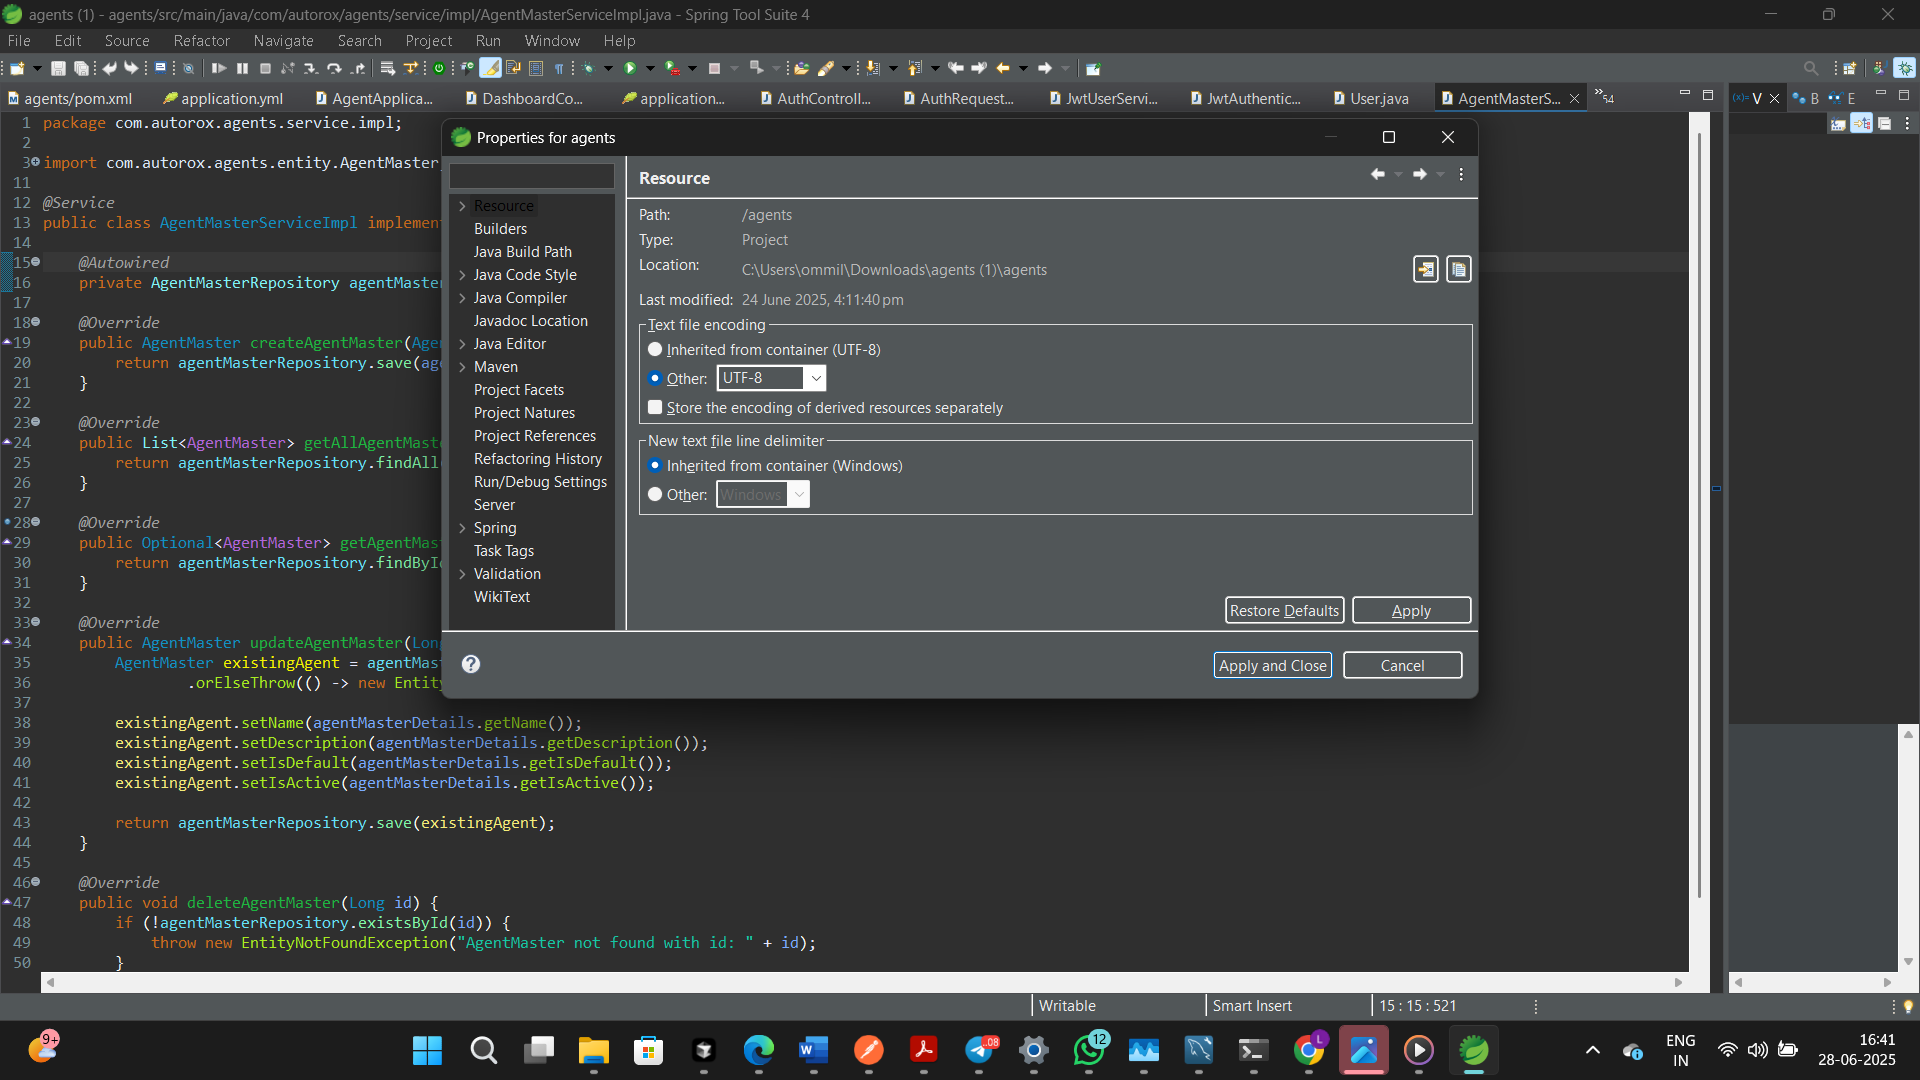 agents (1) - agents/src/main/java/com/autorox/agents/service/impl/AgentMasterServiceImpl.java - Spring Tool Suite 4
File Edit Source Refactor Navigate Search Project Run Window Help
agents/pom.xml application.yml AgentApplica... DashboardCo... application... AuthControll... AuthRequest... JwtUserServi... JwtAuthentic... User.java AgentMasterS... 54 (x)= V B E
1 package com.autorox.agents.service.impl;
2
3 import com.autorox.agents.entity.AgentMaster
11
12 @Service
13 public class AgentMasterServiceImpl implemen
14
15 @Autowired
16 private AgentMasterRepository agentMaster
17
18 @Override
19 public AgentMaster createAgentMaster(Age
20 return agentMasterRepository.save(ag
21 }
22
23 @Override
24 public List<AgentMaster> getAllAgentMast
25 return agentMasterRepository.findAll
26 }
27
28 @Override
29 public Optional<AgentMaster> getAgentMas
30 return agentMasterRepository.findById
31 }
32
33 @Override
34 public AgentMaster updateAgentMaster(Lon
35 AgentMaster existingAgent = agentMas
36 .orElseThrow(() -> new Entity
37
38 existingAgent.setName(agentMasterDetails.getName());
39 existingAgent.setDescription(agentMasterDetails.getDescription());
40 existingAgent.setIsDefault(agentMasterDetails.getIsDefault());
41 existingAgent.setIsActive(agentMasterDetails.getIsActive());
42
43 return agentMasterRepository.save(existingAgent);
44 }
45
46 @Override
47 public void deleteAgentMaster(Long id) {
48 if (!agentMasterRepository.existsById(id)) {
49 throw new EntityNotFoundException("AgentMaster not found with id: " + id);
50 }
Properties for agents
Resource
Builders
Java Build Path
Java Code Style
Java Compiler
Javadoc Location
Java Editor
Maven
Project Facets
Project Natures
Project References
Refactoring History
Run/Debug Settings
Server
Spring
Task Tags
Validation
WikiText
Resource
Path: /agents
Type: Project
Location: C:\Users\ommil\Downloads\agents (1)\agents
Last modified: 24 June 2025, 4:11:40 pm
Text file encoding
Inherited from container (UTF-8)
Other: UTF-8
Store the encoding of derived resources separately
New text file line delimiter
Inherited from container (Windows)
Other: Windows
Restore Defaults Apply
Apply and Close Cancel
Writable Smart Insert 15 : 15 : 521
9+ .08 12 L
ENG
IN
16:41
28-06-2025